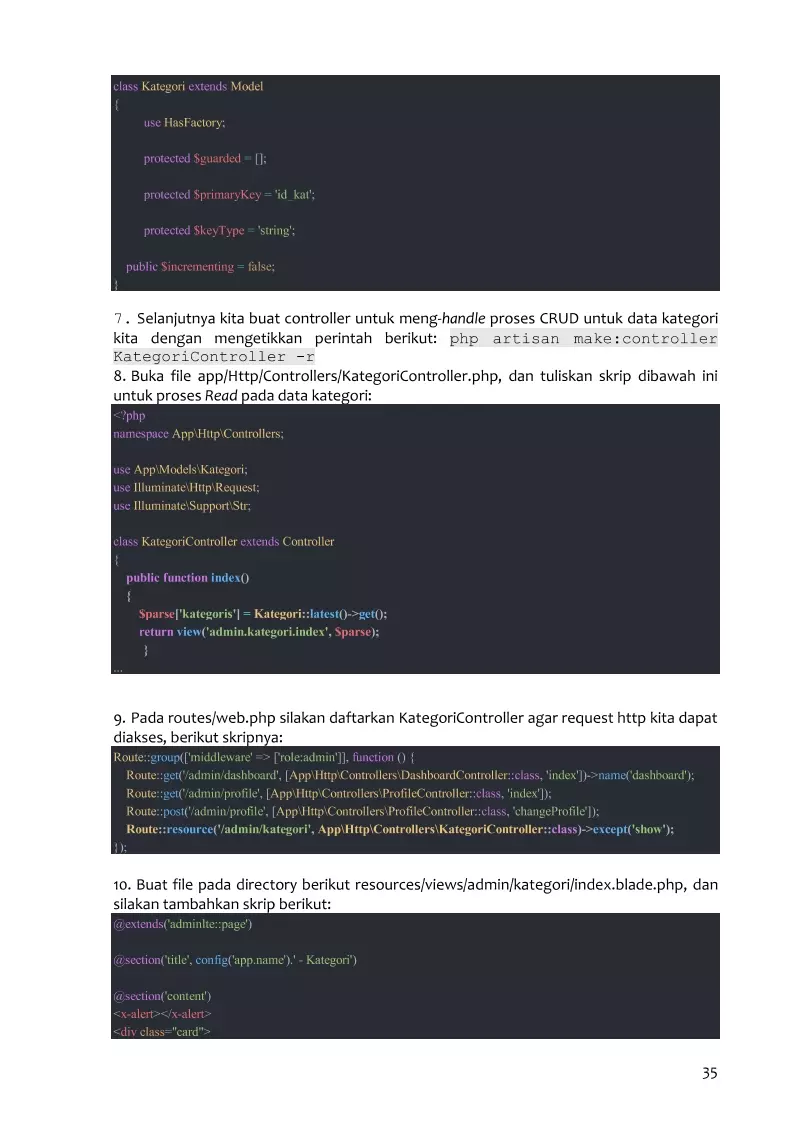 class Kategori extends Model
{
use HasFactory;
protected $guarded = [];
protected $primaryKey = 'id_kat';
protected $keyType = 'string';
public $incrementing = false;
}
7. Selanjutnya kita buat controller untuk meng-handle proses CRUD untuk data kategori
kita dengan mengetikkan perintah berikut: php artisan make:controller
KategoriController -r
8. Buka file app/Http/Controllers/KategoriController.php, dan tuliskan skrip dibawah ini
untuk proses Read pada data kategori:
<?php
namespace App\Http\Controllers;
use App\Models\Kategori;
use Illuminate\Http\Request;
use Illuminate\Support\Str;
class KategoriController extends Controller
{
public function index()
{
$parse['kategoris'] = Kategori::latest()->get();
return view('admin.kategori.index', $parse);
}
...
9. Pada routes/web.php silakan daftarkan KategoriController agar request http kita dapat
diakses, berikut skripnya:
Route::group(['middleware' => ['role:admin']], function () {
Route::get('/admin/dashboard', [App\Http\Controllers\DashboardController::class, 'index'])->name('dashboard');
Route::get('/admin/profile', [App\Http\Controllers\ProfileController::class, 'index']);
Route::post('/admin/profile', [App\Http\Controllers\ProfileController::class, 'changeProfile']);
Route::resource('/admin/kategori', App\Http\Controllers\KategoriController::class)->except('show');
});
10. Buat file pada directory berikut resources/views/admin/kategori/index.blade.php, dan
silakan tambahkan skrip berikut:
@extends('adminlte::page')
@section('title', config('app.name').' - Kategori')
@section('content')
<x-alert></x-alert>
<div class="card">
35